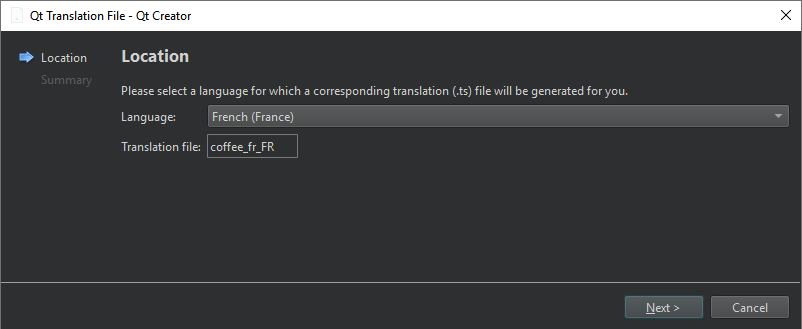 Qt Translation File - Qt Creator
Location
Summary
Location
Please select a language for which a corresponding translation (.ts) file will be generated for you.
Language: French (France)
Translation file: coffee_fr_FR
Next > Cancel